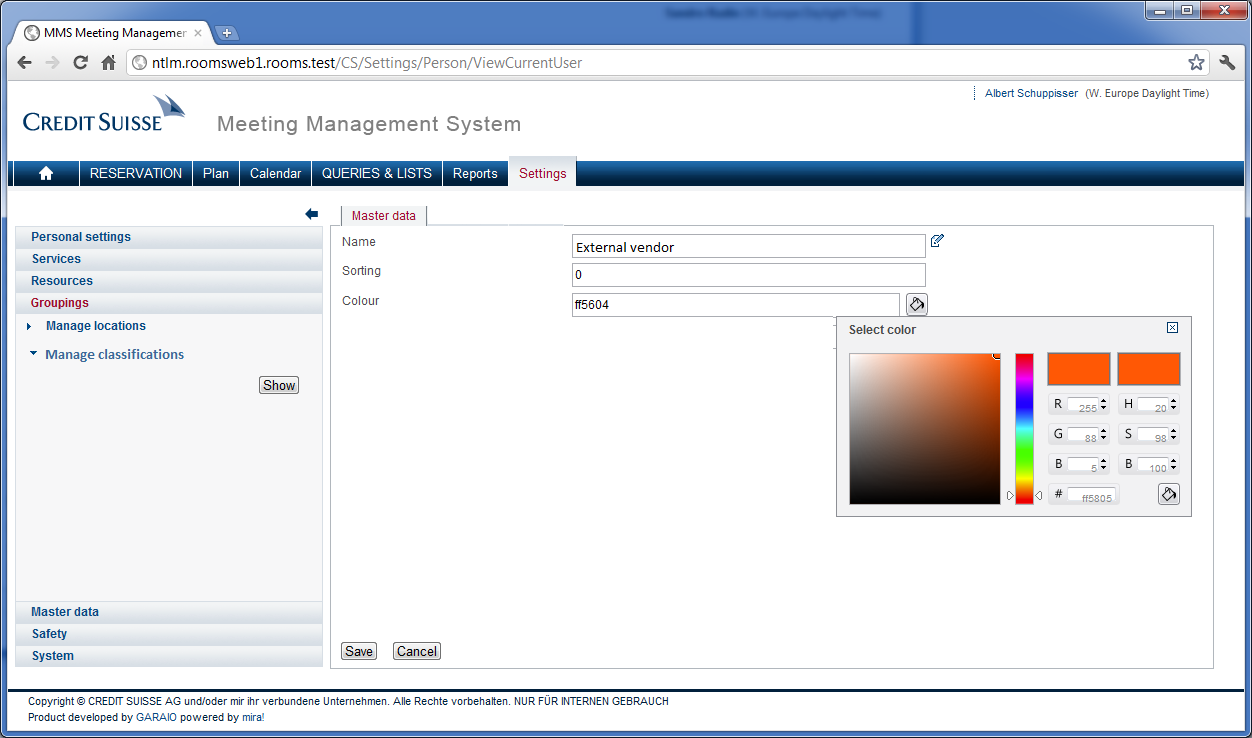 MMS Meeting Managemer
ntlm.roomsweb1.rooms.test/CS/Settings/Person/ViewCurrentUser
Albert Schuppisser (W. Europe Daylight Time)
CREDIT SUISSE
Meeting Management System
RESERVATION Plan Calendar QUERIES & LISTS Reports Settings
Master data
Personal settings
Services
Resources
Groupings
Manage locations
Manage classifications
Show
Master data
Safety
System
Name External vendor
Sorting 0
Colour ff5604
Select color
R 255 H 20
G 88 S 98
B 5 B 100
# ff5805
Save Cancel
Copyright © CREDIT SUISSE AG und/oder mir ihr verbundene Unternehmen. Alle Rechte vorbehalten. NUR FÜR INTERNEN GEBRAUCH
Product developed by GARAIO powered by mira!